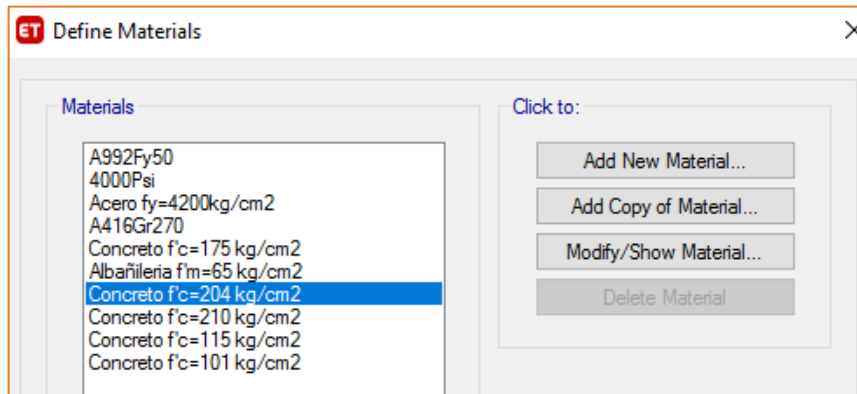 ET Define Materials
Materials
A992Fy50
4000Psi
Acero fy=4200kg/cm2
A416Gr270
Concreto f'c=175 kg/cm2
Albañileria f'm=65 kg/cm2
Concreto f'c=204 kg/cm2
Concreto f'c=210 kg/cm2
Concreto f'c=115 kg/cm2
Concreto f'c=101 kg/cm2
Click to:
Add New Material...
Add Copy of Material...
Modify/Show Material...
Delete Material